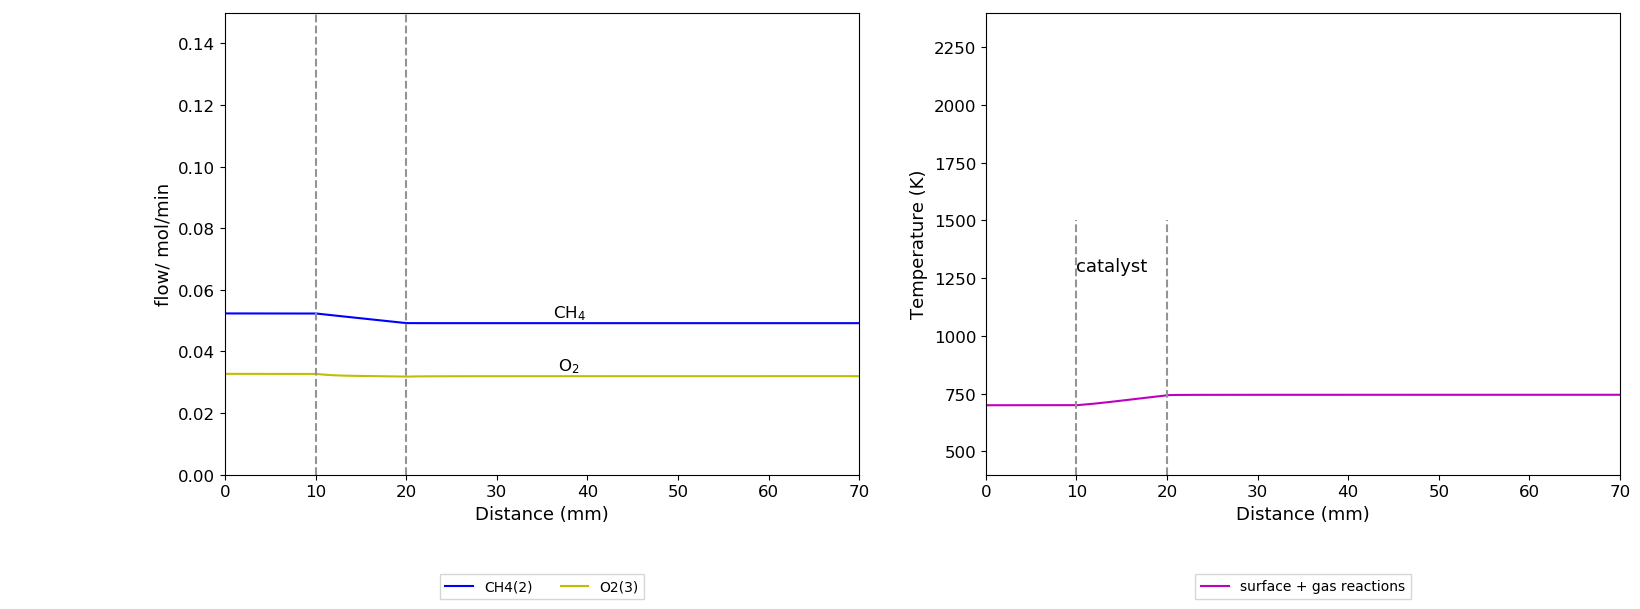 0.14
0.12
0.10
0.08
0.06
0.04
0.02
0.00
flow/ mol/min
CH₄
O₂
0 10 20 30 40 50 60 70
Distance (mm)
CH4(2) O2(3)
2250
2000
1750
1500
1250
1000
750
500
Temperature (K)
catalyst
0 10 20 30 40 50 60 70
Distance (mm)
surface + gas reactions